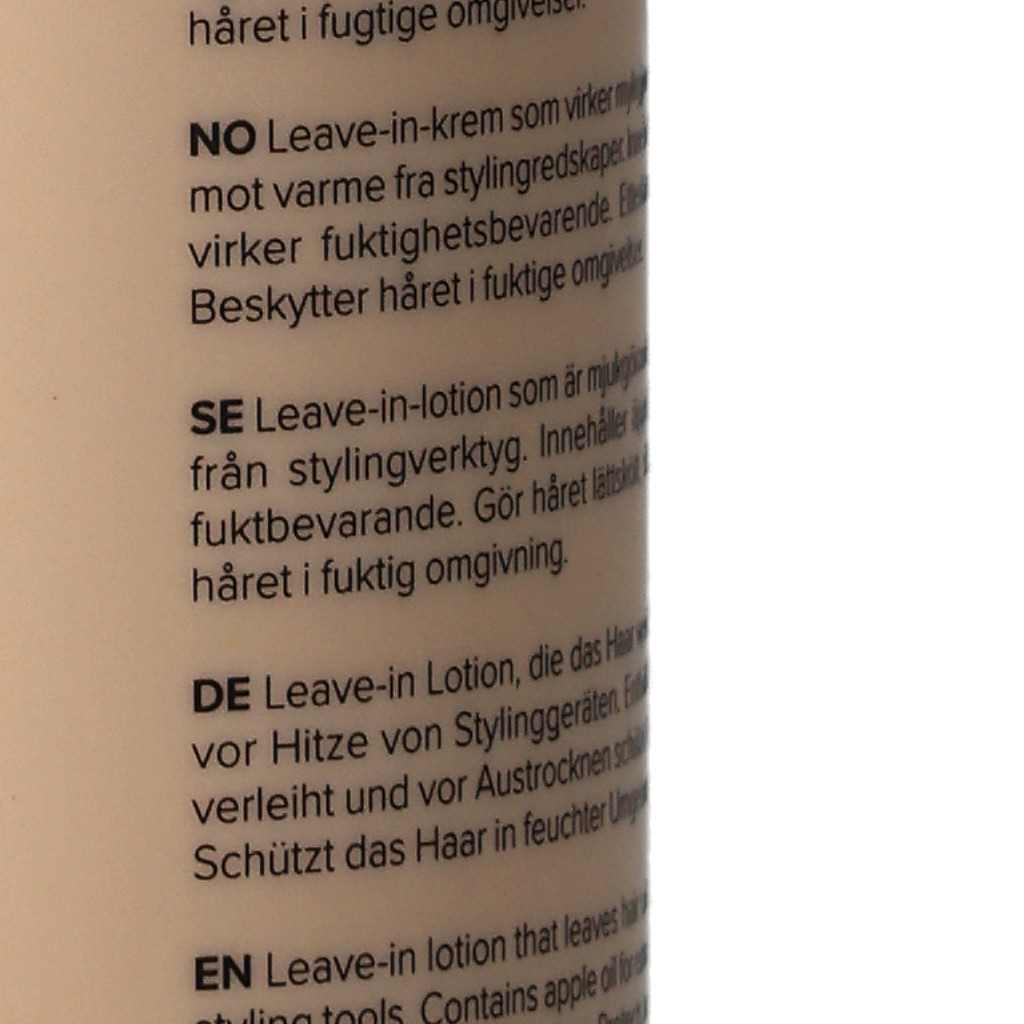 håret i fugtige omgivelser.
NO Leave-in-krem som virker
mot varme fra stylingredskaper.
virker fuktighetsbevarende.
Beskytter håret i fuktige omgivelser.
SE Leave-in-lotion som är
från stylingverktyg. Innehåller
fuktbevarande. Gör håret lättskött,
håret i fuktig omgivning.
DE Leave-in Lotion, die das Haar
vor Hitze von Stylinggeräten.
verleiht und vor Austrocknen
Schützt das Haar in feuchter
EN Leave-in lotion that leaves hair
styling tools. Contains apple oil for